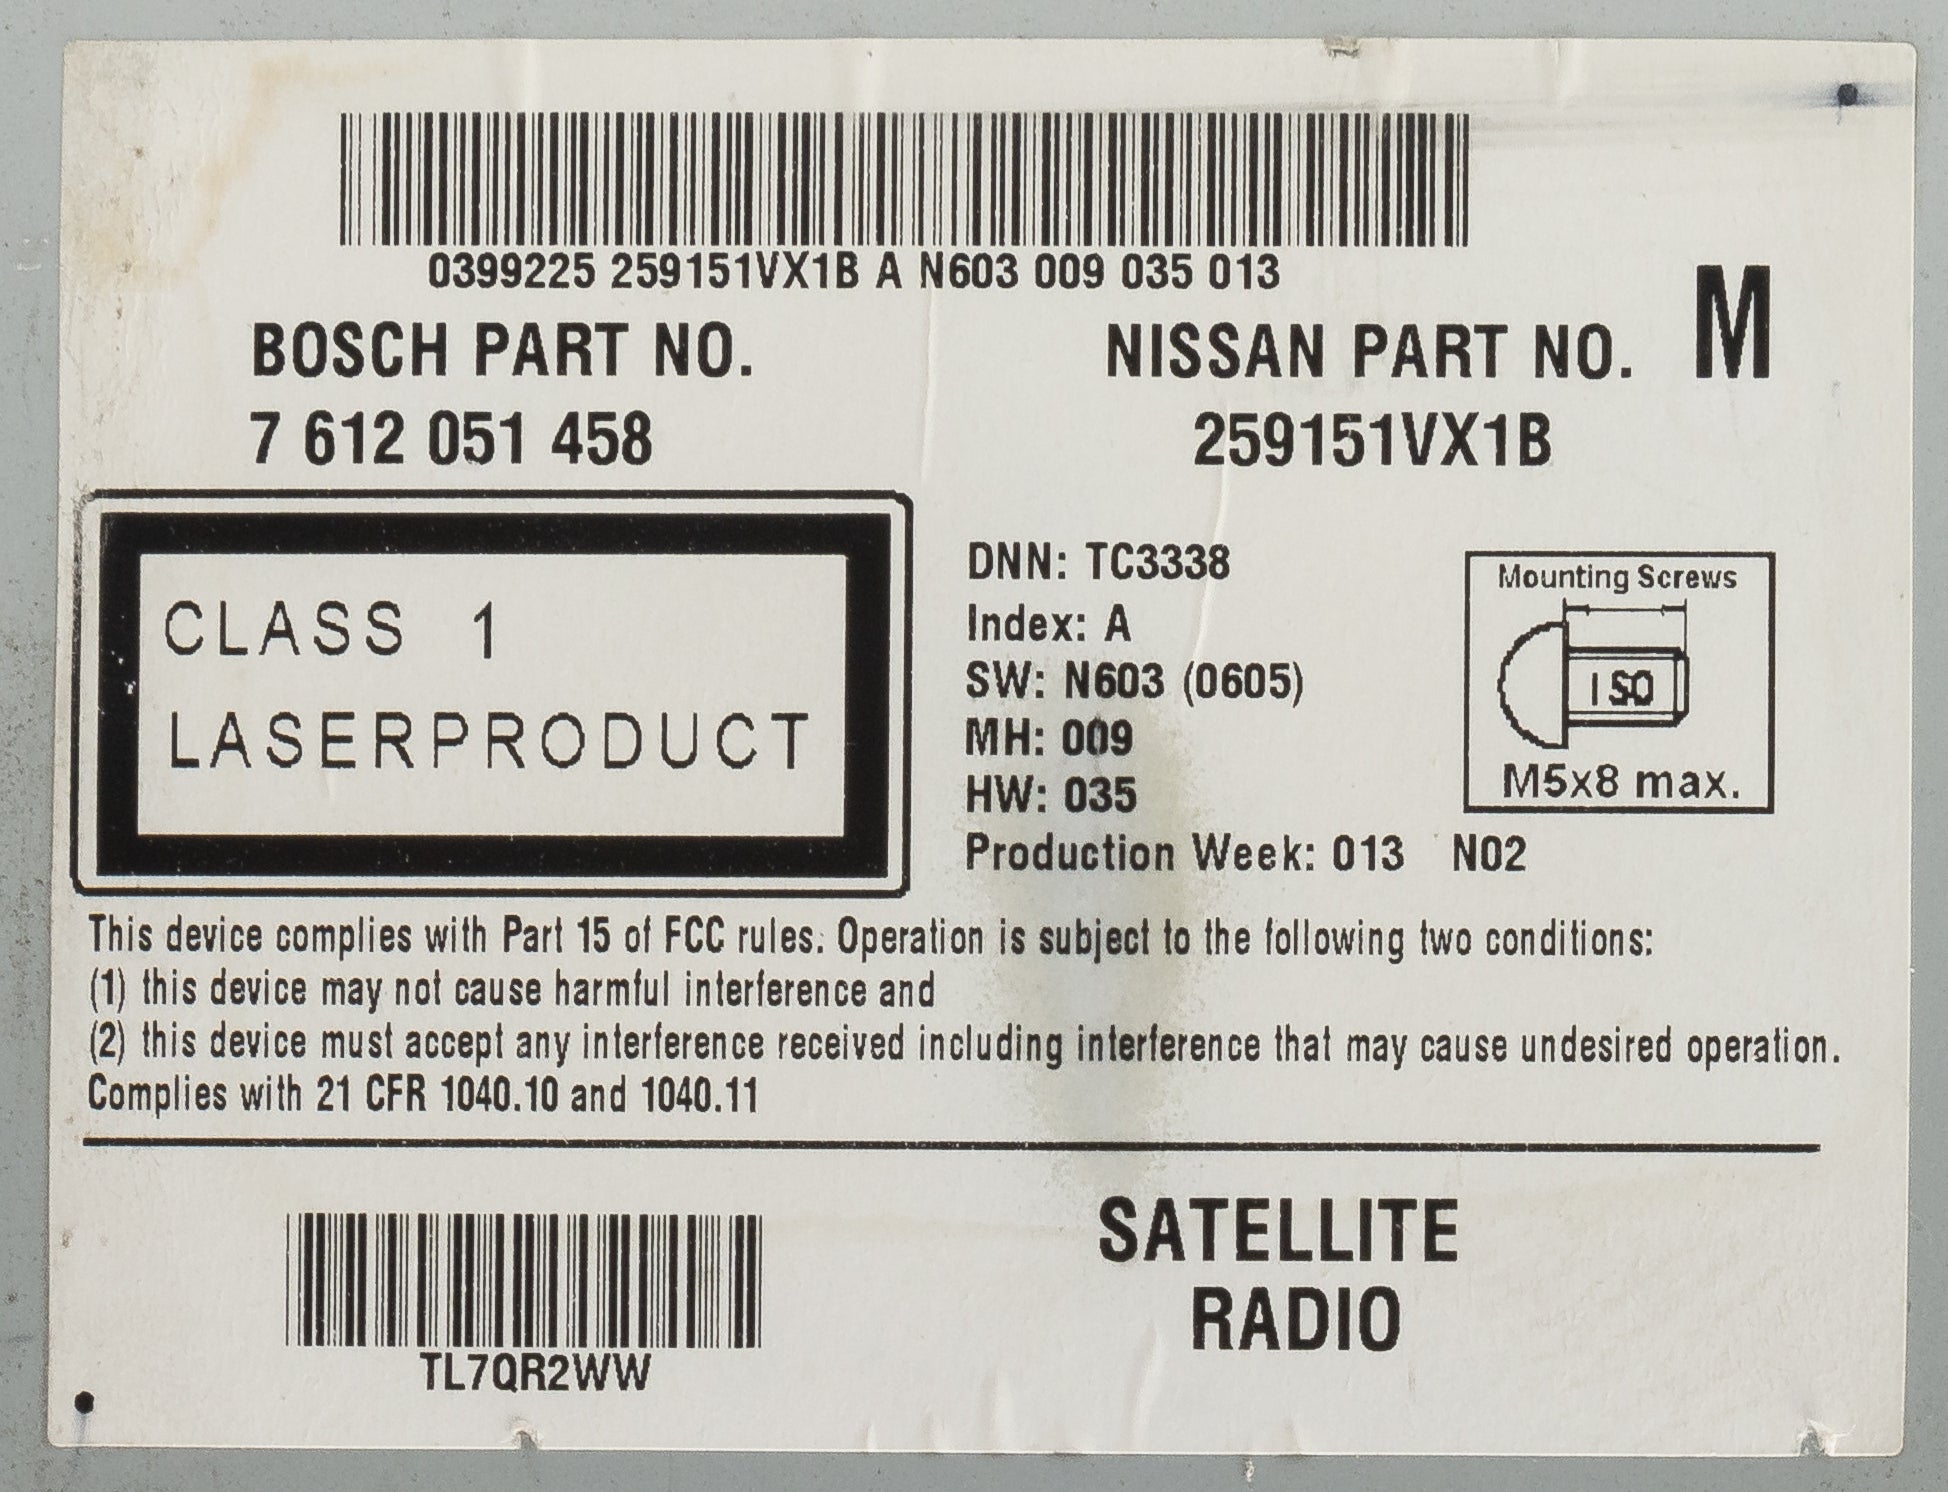 0399225 259151VX1B A N603 009 035 013
BOSCH PART NO.
7 612 051 458
NISSAN PART NO.
259151VX1B
M
CLASS 1
LASERPRODUCT
DNN: TC3338
Index: A
SW: N603 (0605)
MH: 009
HW: 035
Production Week: 013 N02
Mounting Screws
ISO
M5x8 max.
This device complies with Part 15 of FCC rules. Operation is subject to the following two conditions:
(1) this device may not cause harmful interference and
(2) this device must accept any interference received including interference that may cause undesired operation.
Complies with 21 CFR 1040.10 and 1040.11
TL7QR2WW
SATELLITE
RADIO